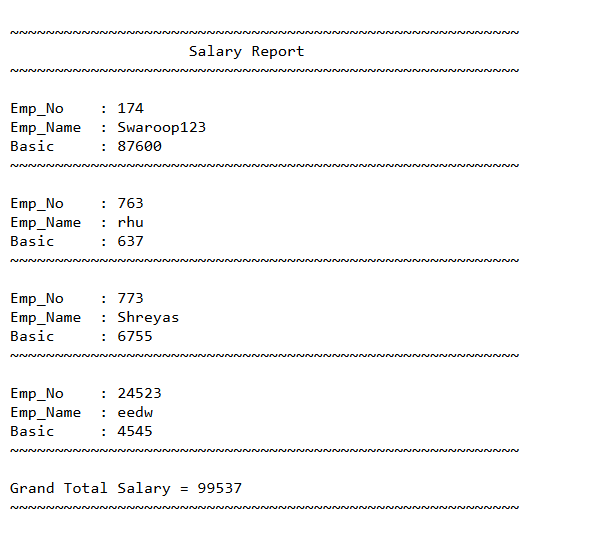 ~~~~~~~~~~~~~~~~~~~~~~~~~~~~~~~~~~~~~~~~~~~~~~~~~~~~~~~~~
                    Salary Report
~~~~~~~~~~~~~~~~~~~~~~~~~~~~~~~~~~~~~~~~~~~~~~~~~~~~~~~~~

Emp_No    : 174
Emp_Name  : Swaroop123
Basic     : 87600
~~~~~~~~~~~~~~~~~~~~~~~~~~~~~~~~~~~~~~~~~~~~~~~~~~~~~~~~~

Emp_No    : 763
Emp_Name  : rhu
Basic     : 637
~~~~~~~~~~~~~~~~~~~~~~~~~~~~~~~~~~~~~~~~~~~~~~~~~~~~~~~~~

Emp_No    : 773
Emp_Name  : Shreyas
Basic     : 6755
~~~~~~~~~~~~~~~~~~~~~~~~~~~~~~~~~~~~~~~~~~~~~~~~~~~~~~~~~

Emp_No    : 24523
Emp_Name  : eedw
Basic     : 4545
~~~~~~~~~~~~~~~~~~~~~~~~~~~~~~~~~~~~~~~~~~~~~~~~~~~~~~~~~

Grand Total Salary = 99537
~~~~~~~~~~~~~~~~~~~~~~~~~~~~~~~~~~~~~~~~~~~~~~~~~~~~~~~~~